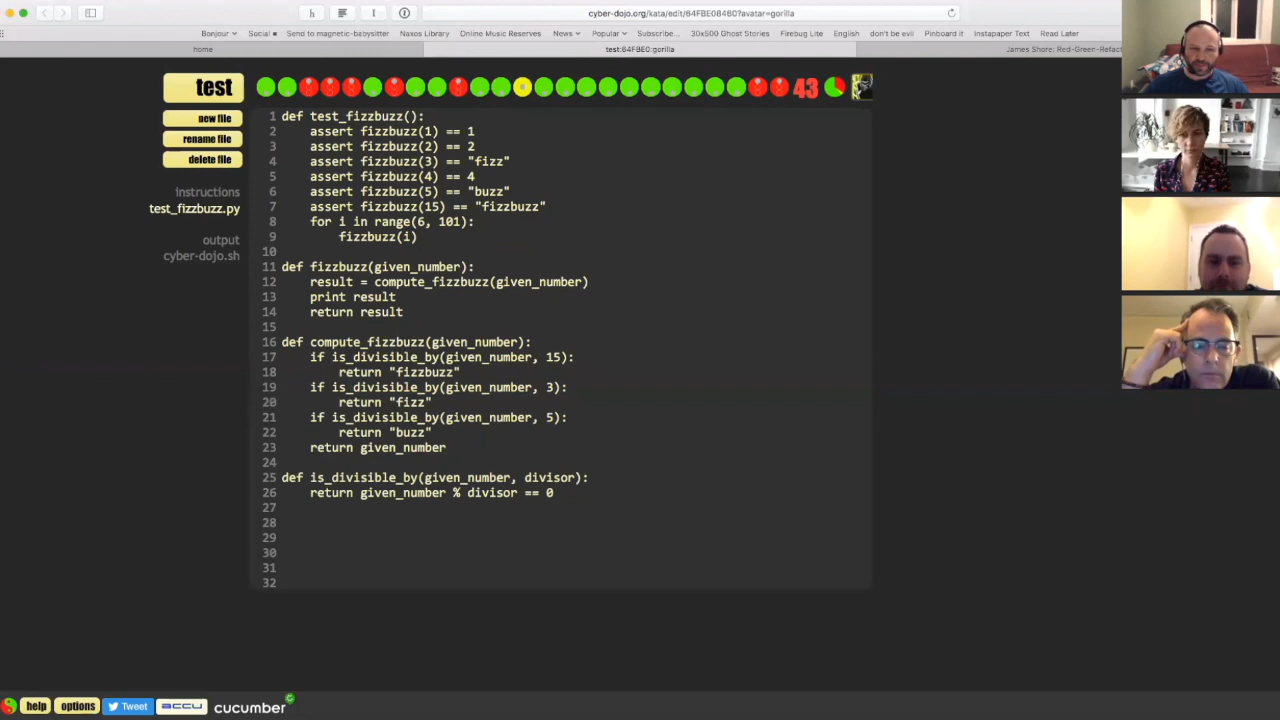 cyber-dojo.org/kata/edit/64FBE08460?avatar=gorilla
Bonjour Social Send to magnetic-babysitter Naxos Library Online Music Reserves News Popular Subscribe... 30x500 Ghost Stories Firebug Lite English don't be evil Pinboard it Instapaper Text Read Later
home test:64FBE0:gorilla James Shore: Red-Green-Refact
test
43
new file
rename file
delete file
instructions
test_fizzbuzz.py
output
cyber-dojo.sh
1 def test_fizzbuzz():
2 assert fizzbuzz(1) == 1
3 assert fizzbuzz(2) == 2
4 assert fizzbuzz(3) == "fizz"
5 assert fizzbuzz(4) == 4
6 assert fizzbuzz(5) == "buzz"
7 assert fizzbuzz(15) == "fizzbuzz"
8 for i in range(6, 101):
9 fizzbuzz(i)
10
11 def fizzbuzz(given_number):
12 result = compute_fizzbuzz(given_number)
13 print result
14 return result
15
16 def compute_fizzbuzz(given_number):
17 if is_divisible_by(given_number, 15):
18 return "fizzbuzz"
19 if is_divisible_by(given_number, 3):
20 return "fizz"
21 if is_divisible_by(given_number, 5):
22 return "buzz"
23 return given_number
24
25 def is_divisible_by(given_number, divisor):
26 return given_number % divisor == 0
27
28
29
30
31
32
help options Tweet accu cucumber